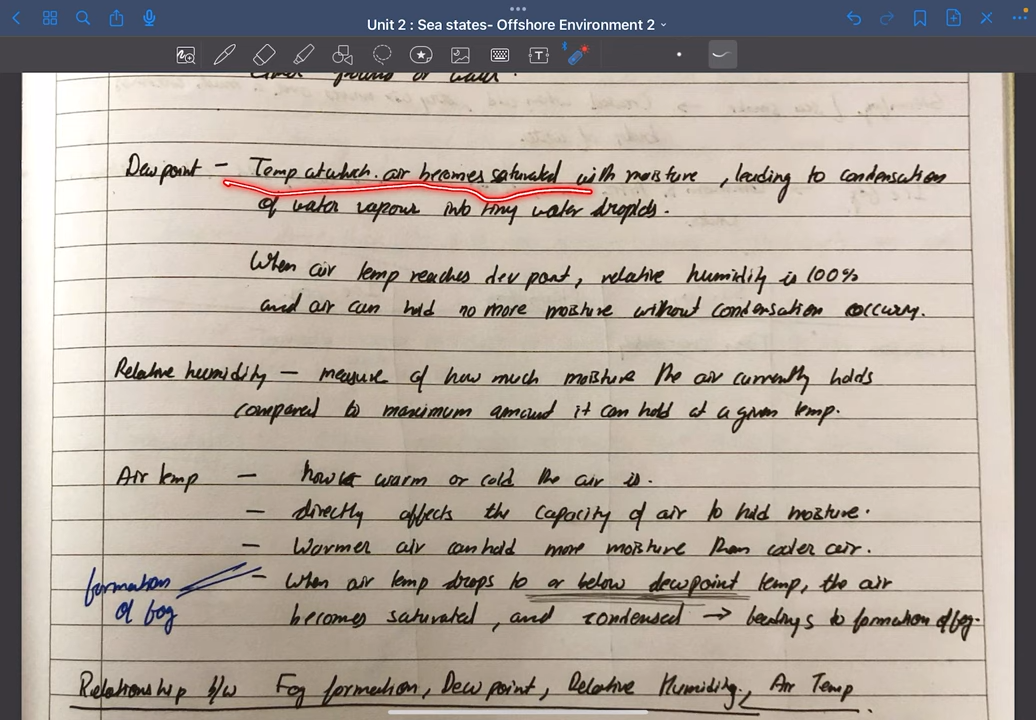 Unit 2 : Sea states- Offshore Environment 2
Dew point - Temp at which air becomes saturated with moisture, leading to condensation
of water vapour into tiny water droplds.
When air temp reaches dew point, relative humidity is 100%
and air can hold no more moisture without condensation occurring.
Relative humidity - measure of how much moisture the air currently holds
compared to maximum amount it can hold at a given temp.
Air temp - how warm or cold the air is.
- directly affects the capacity of air to hold moisture.
- Warmer air can hold more moisture than cooler air.
formation
of fog
- When air temp drops to or below dewpoint temp, the air
becomes saturated, and condensed → leadings to formation of fog.
Relationship b/w Fog formation, Dew point, Relative Humidity, Air Temp.